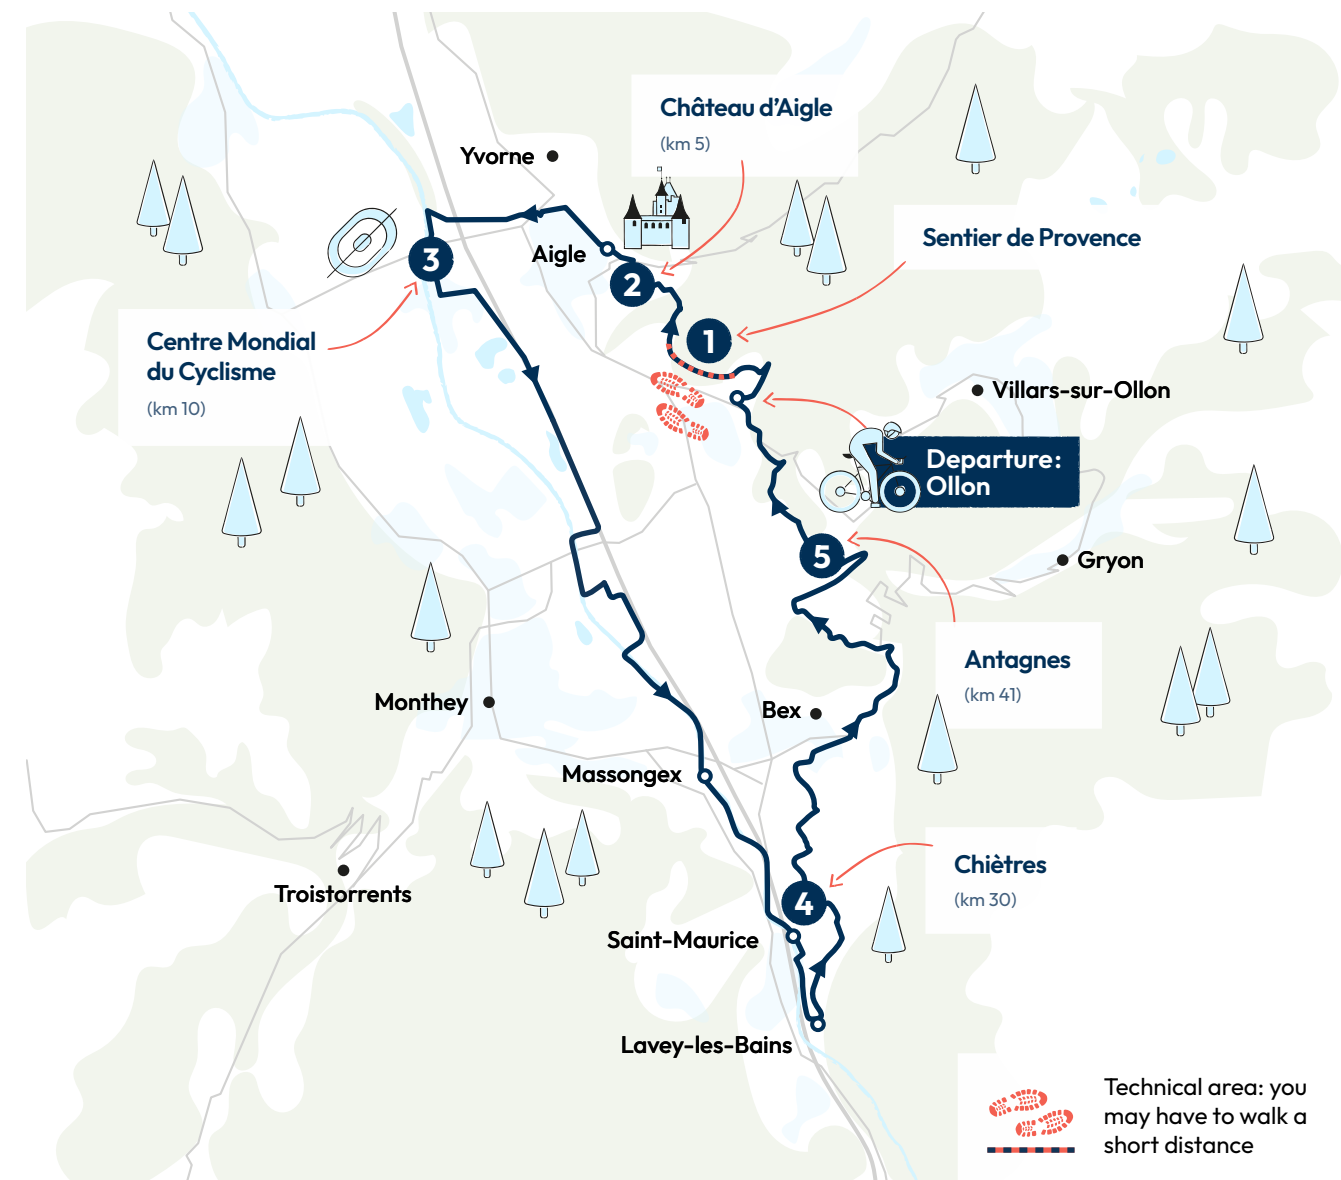 Château d'Aigle
(km 5)
Yvorne
Sentier de Provence
Aigle
3
2
1
Centre Mondial
du Cyclisme
(km 10)
Villars-sur-Ollon
Departure:
Ollon
5
Gryon
Antagnes
(km 41)
Monthey
Bex
Massongex
Chiètres
(km 30)
Troistorrents
4
Saint-Maurice
Lavey-les-Bains
Technical area: you
may have to walk a
short distance